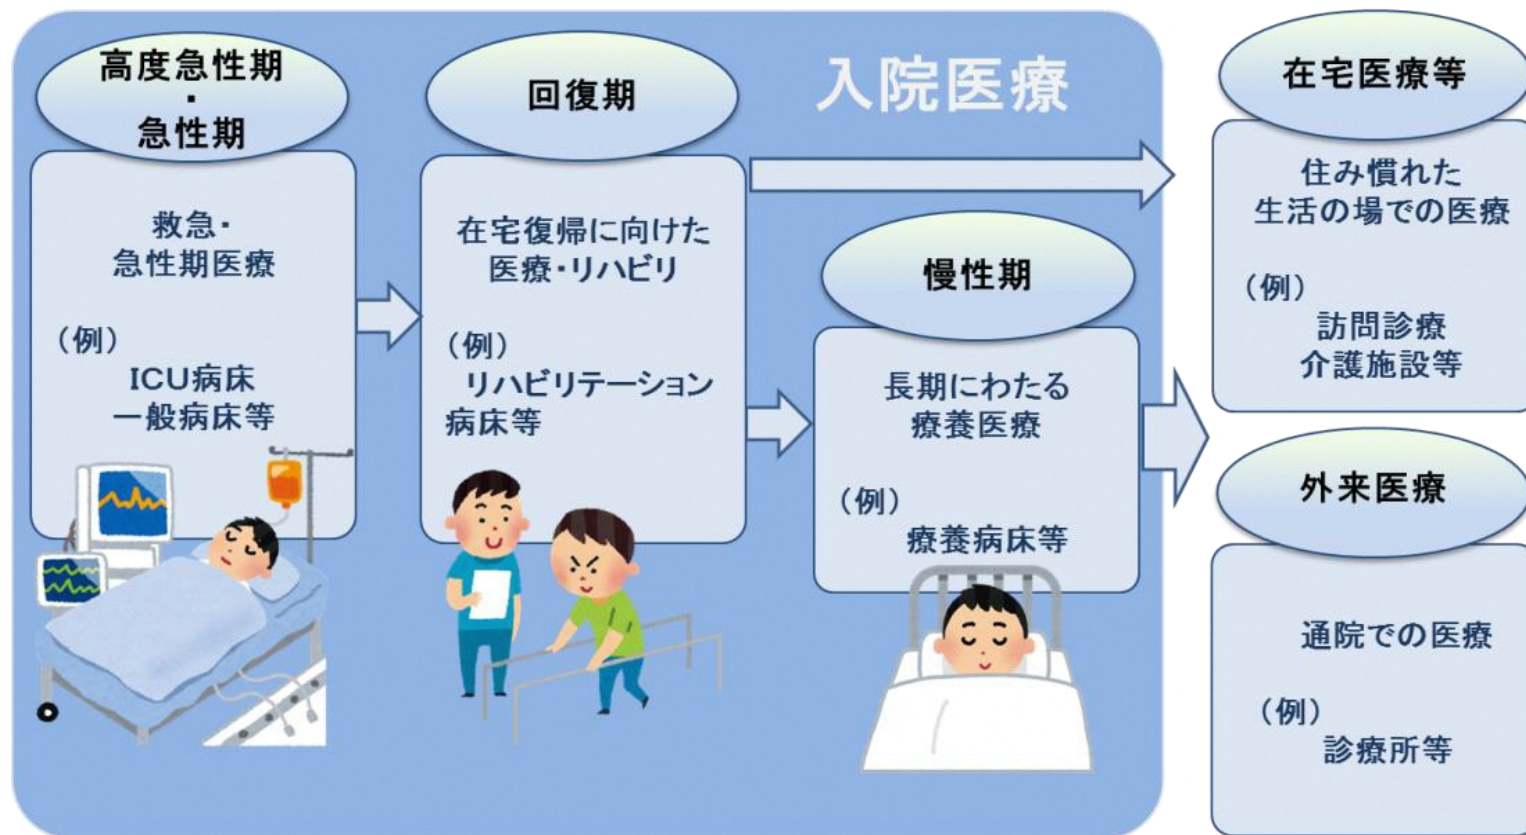 高度急性期
・
急性期
救急・
急性期医療
（例）
ICU病床
一般病床等
回復期
在宅復帰に向けた
医療・リハビリ
（例）
リハビリテーション
病床等
入院医療
慢性期
長期にわたる
療養医療
（例）
療養病床等
在宅医療等
住み慣れた
生活の場での医療
（例）
訪問診療
介護施設等
外来医療
通院での医療
（例）
診療所等